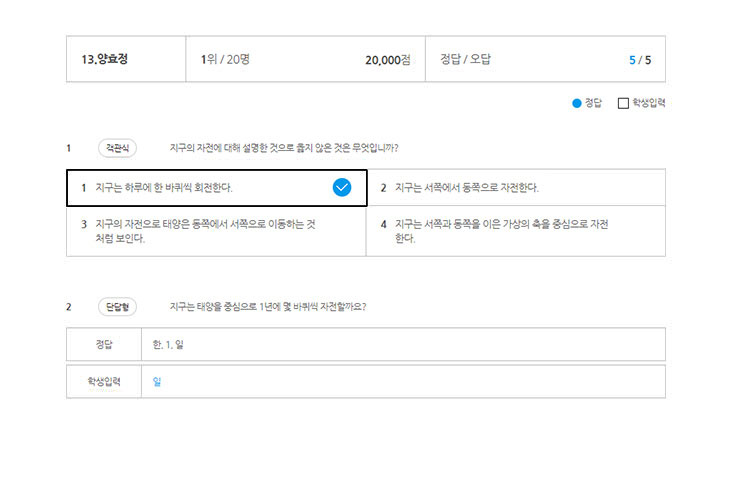 13.양효정 1위 / 20명 20,000점 정답 / 오답 5 / 5
정답 학생입력
1 객관식 지구의 자전에 대해 설명한 것으로 옳지 않은 것은 무엇입니까?
1 지구는 하루에 한 바퀴씩 회전한다. 2 지구는 서쪽에서 동쪽으로 자전한다.
3 지구의 자전으로 태양은 동쪽에서 서쪽으로 이동하는 것
처럼 보인다.
4 지구는 서쪽과 동쪽을 이은 가상의 축을 중심으로 자전
한다.
2 단답형 지구는 태양을 중심으로 1년에 몇 바퀴씩 자전할까요?
정답 한, 1, 일
학생입력 일